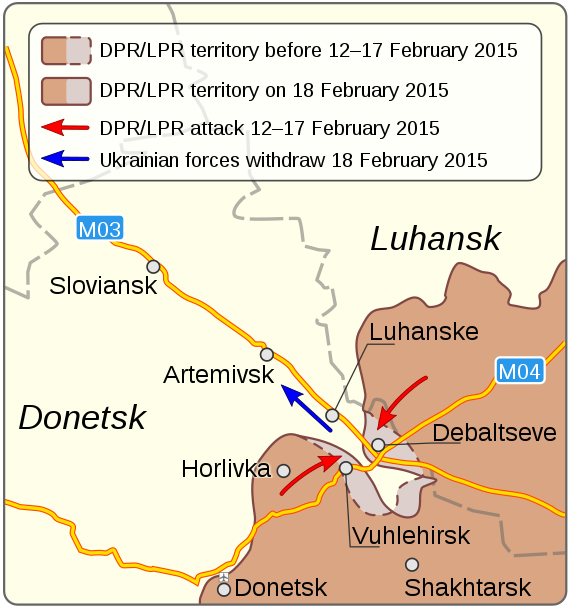 DPR/LPR territory before 12–17 February 2015
DPR/LPR territory on 18 February 2015
DPR/LPR attack 12–17 February 2015
Ukrainian forces withdraw 18 February 2015
M03
Luhansk
Sloviansk
Luhanske
Artemivsk
M04
Donetsk
Debaltseve
Horlivka
Vuhlehirsk
Donetsk
Shakhtarsk